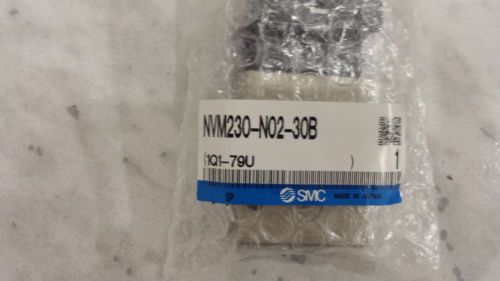 NVM230-N02-30B
(1Q1-79U )
1
SMC MADE IN JAPAN